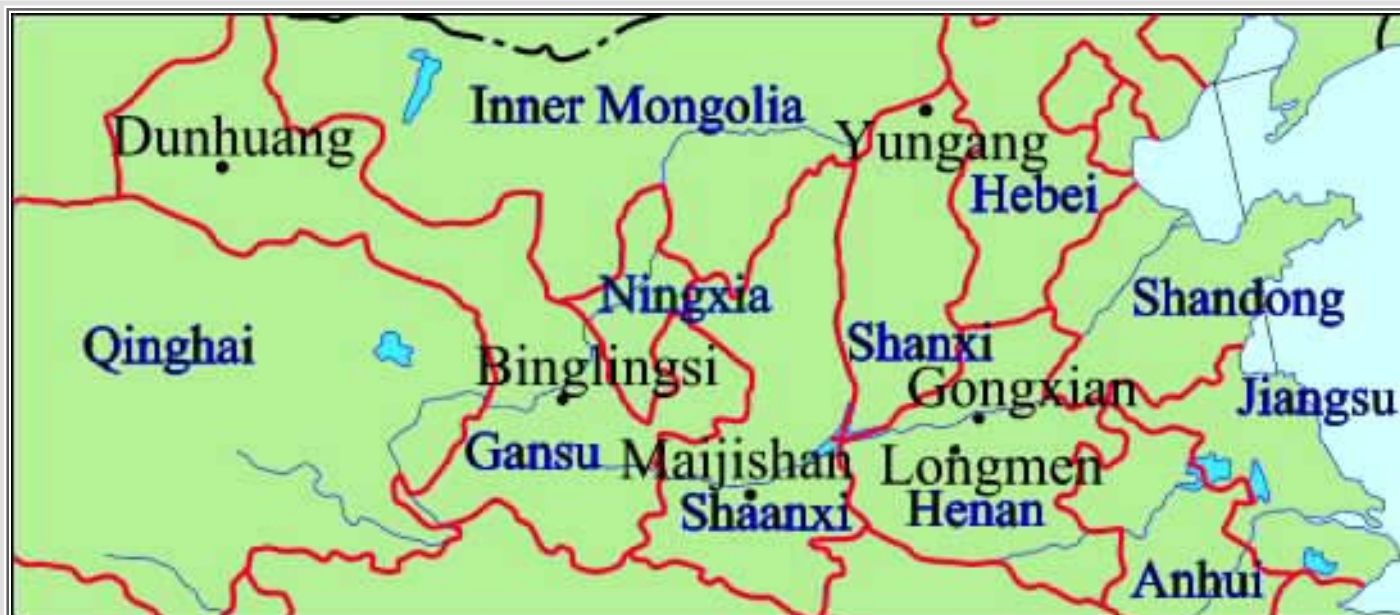 Inner Mongolia
Dunhuang
Yungang
Hebei
Ningxia
Shandong
Qinghai
Shanxi
Binglingsi
Gongxian
Jiangsu
Gansu
Maijishan
Longmen
Shaanxi
Henan
Anhui